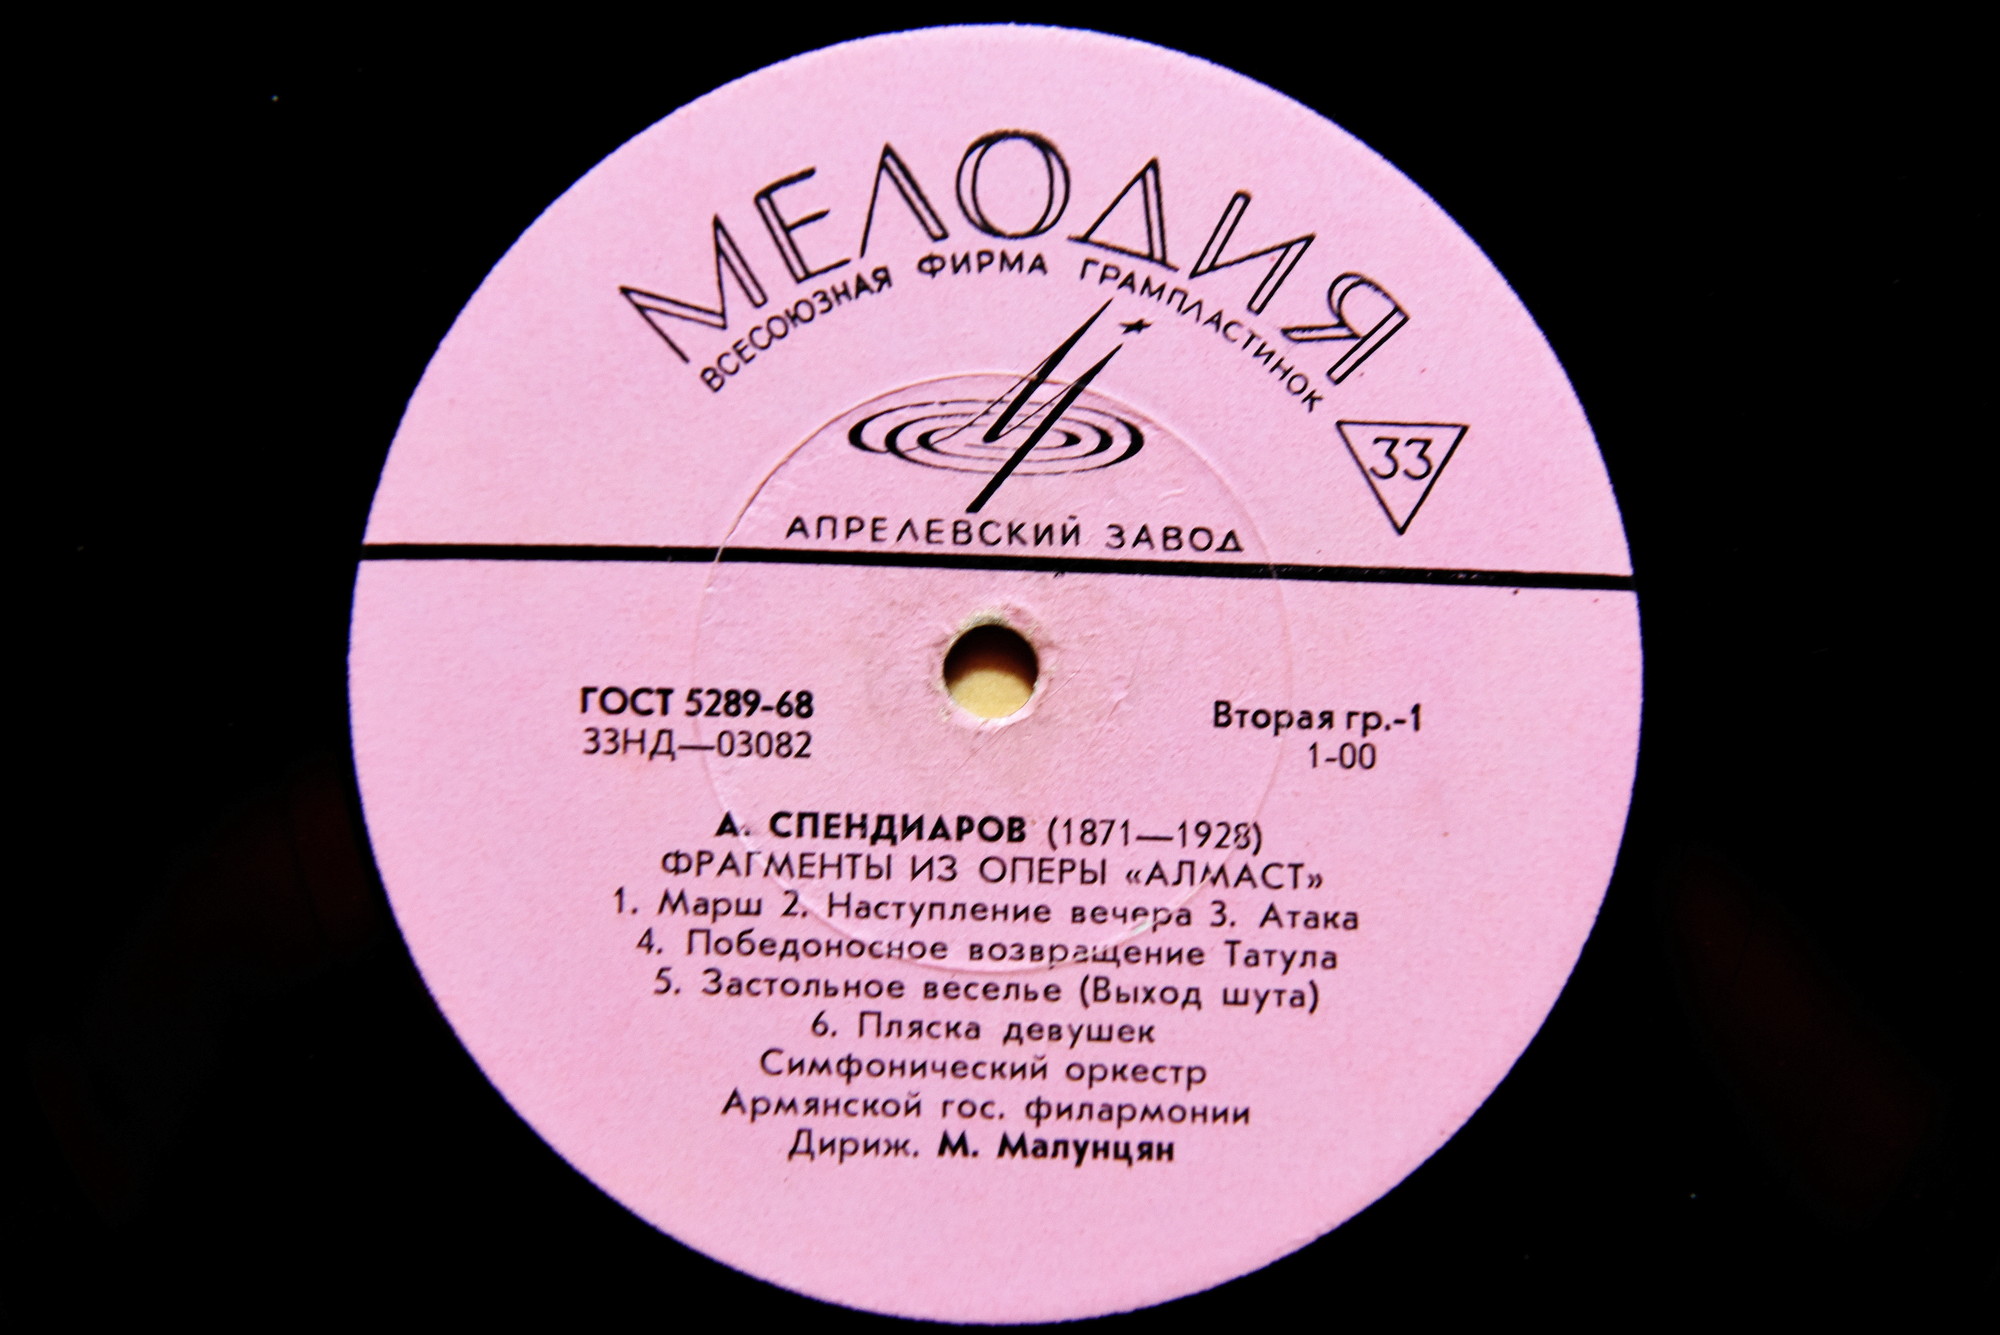 МЕЛОДИЯ
ВСЕСОЮЗНАЯ ФИРМА ГРАМПЛАСТИНОК
33
АПРЕЛЕВСКИЙ ЗАВОД
ГОСТ 5289-68
33НД—03082
Вторая гр.-1
1-00
А. СПЕНДИАРОВ (1871—1928)
ФРАГМЕНТЫ ИЗ ОПЕРЫ «АЛМАСТ»
1. Марш 2. Наступление вечера 3. Атака
4. Победоносное возвращение Татула
5. Застольное веселье (Выход шута)
6. Пляска девушек
Симфонический оркестр
Армянской гос. филармонии
Дириж. М. Малунцян